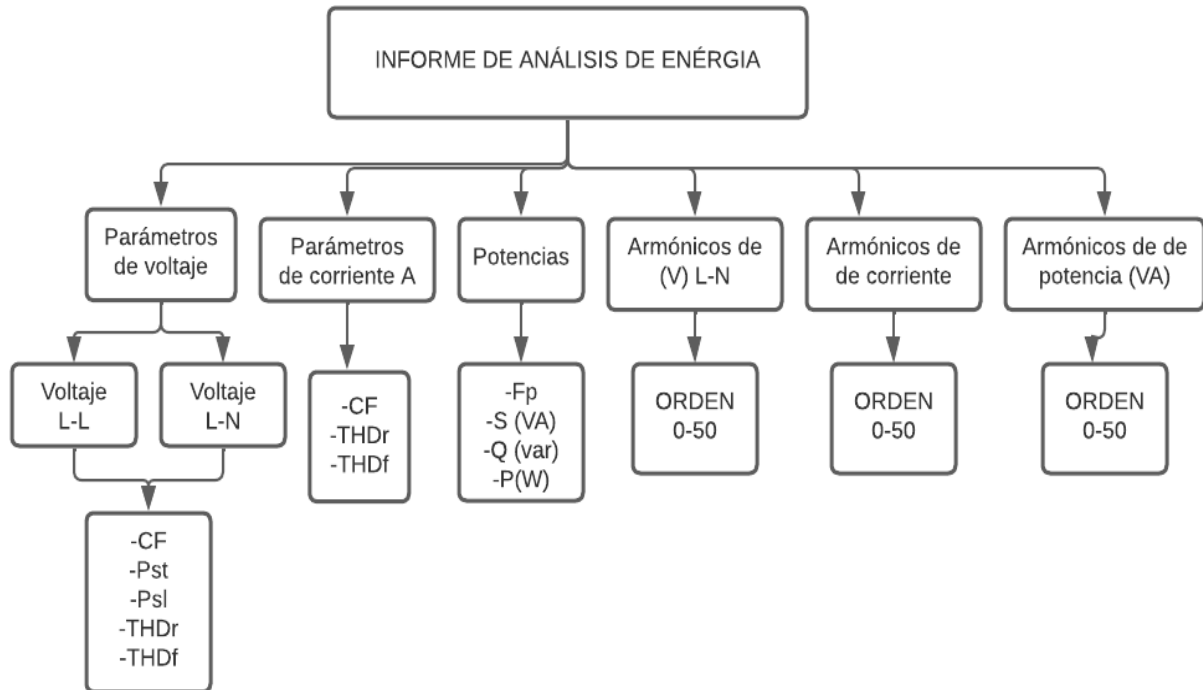 INFORME DE ANÁLISIS DE ENÉRGIA
Parámetros
de voltaje
Parámetros
de corriente A
Potencias
Armónicos de
(V) L-N
Armónicos de
de corriente
Armónicos de de
potencia (VA)
Voltaje
L-L
Voltaje
L-N
-CF
-THDr
-THDf
-Fp
-S (VA)
-Q (var)
-P(W)
ORDEN
0-50
ORDEN
0-50
ORDEN
0-50
-CF
-Pst
-Psl
-THDr
-THDf